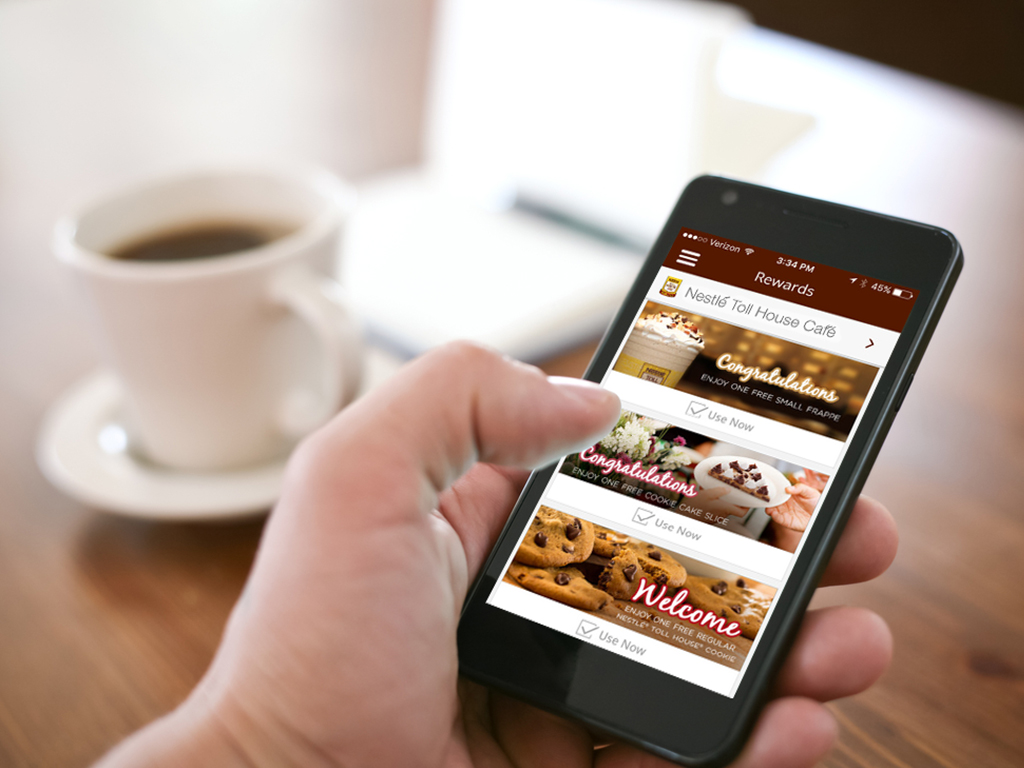 ●●●○○ Verizon 3:34 PM 45%
Rewards
Nestlé Toll House Café
Congratulations
ENJOY ONE FREE SMALL FRAPPE
Use Now
Congratulations
ENJOY ONE FREE COOKIE CAKE SLICE
Use Now
Welcome
ENJOY ONE FREE REGULAR
NESTLÉ® TOLL HOUSE® COOKIE
Use Now